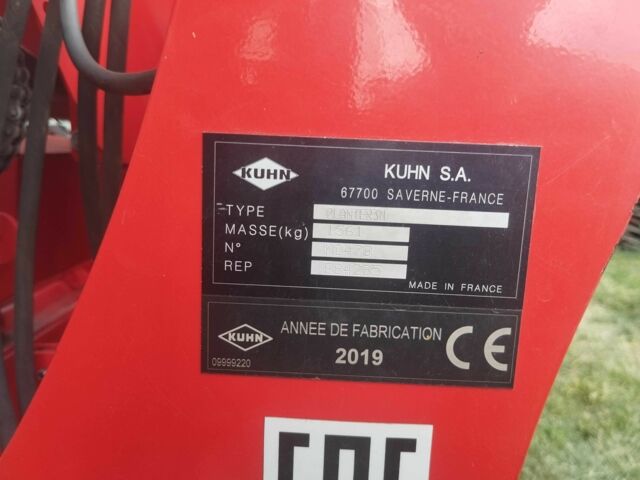 KUHN
KUHN S.A.
67700 SAVERNE-FRANCE
TYPE
MASSE(kg) 1561
N°
REP
MADE IN FRANCE
KUHN
09999220
ANNEE DE FABRICATION
2019
CE